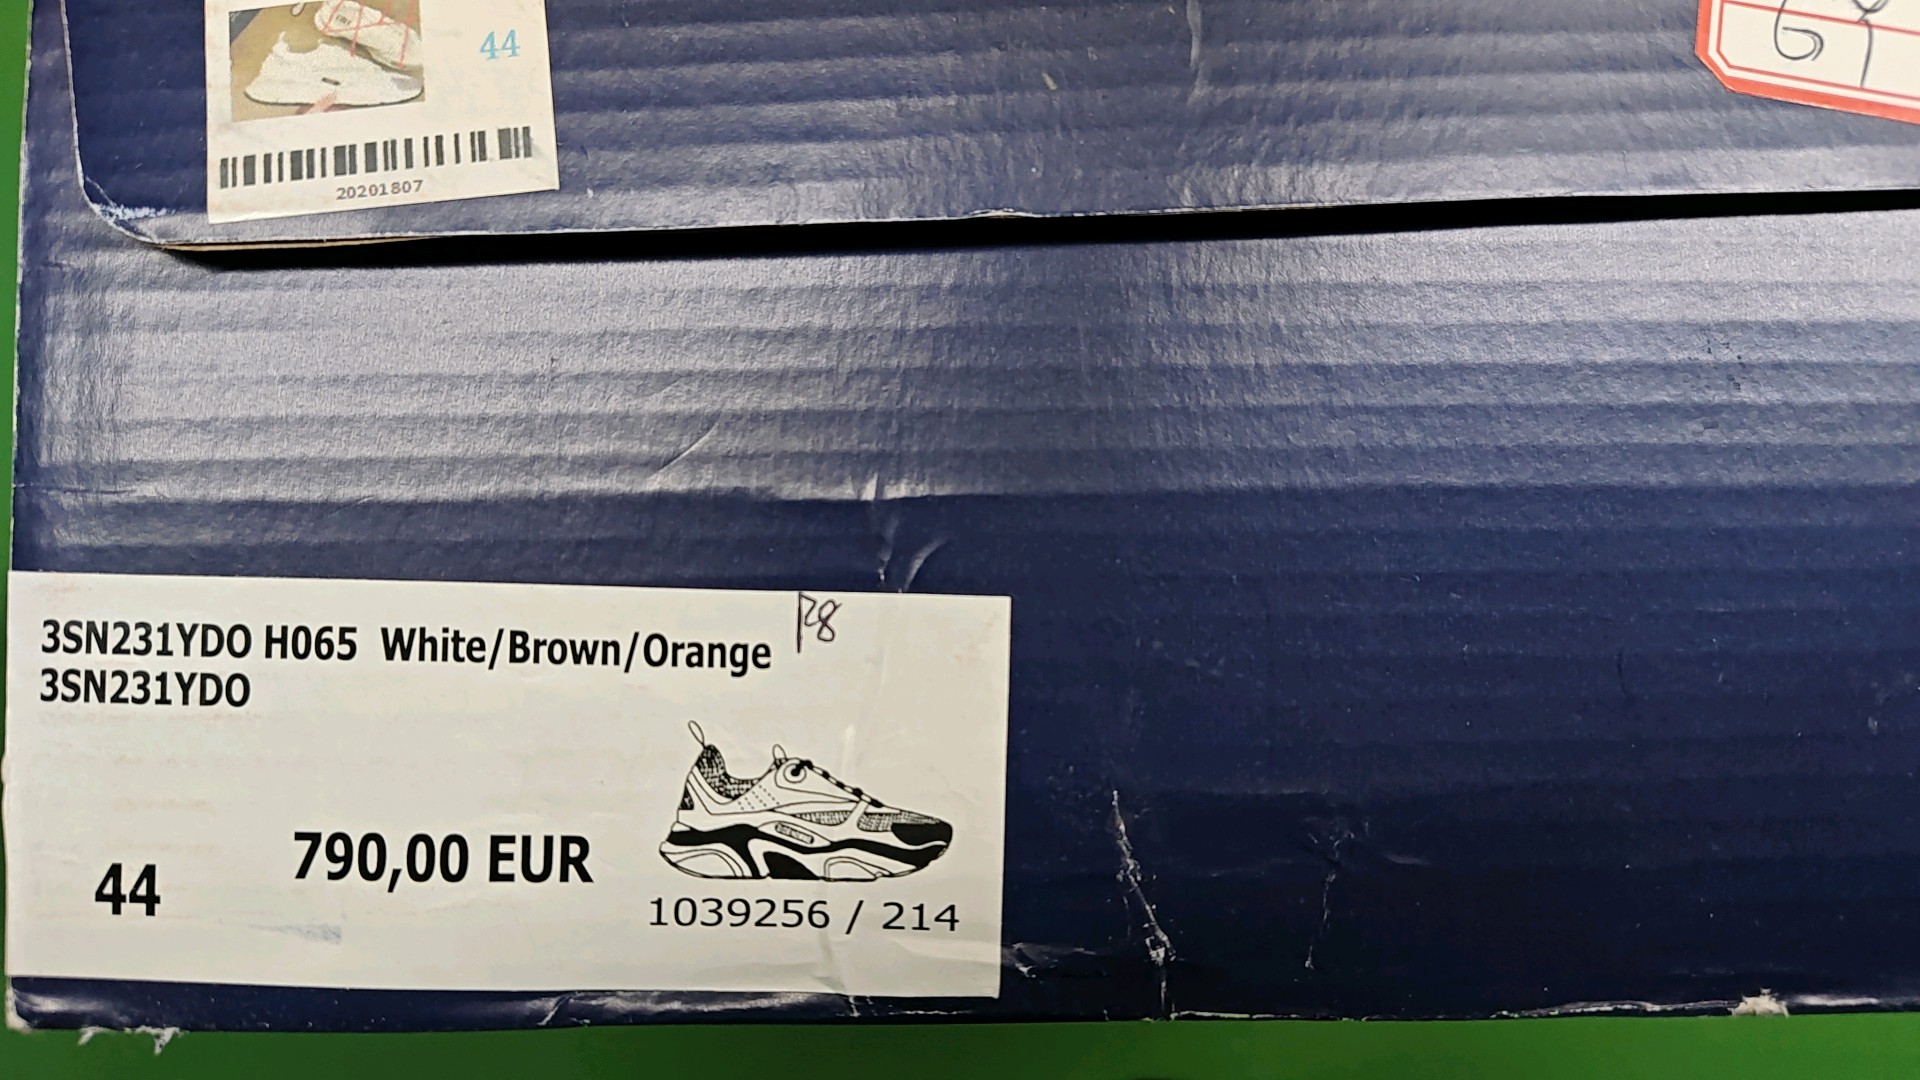 44
20201807
3SN231YDO H065 White/Brown/Orange
3SN231YDO
44
790,00 EUR
1039256 / 214